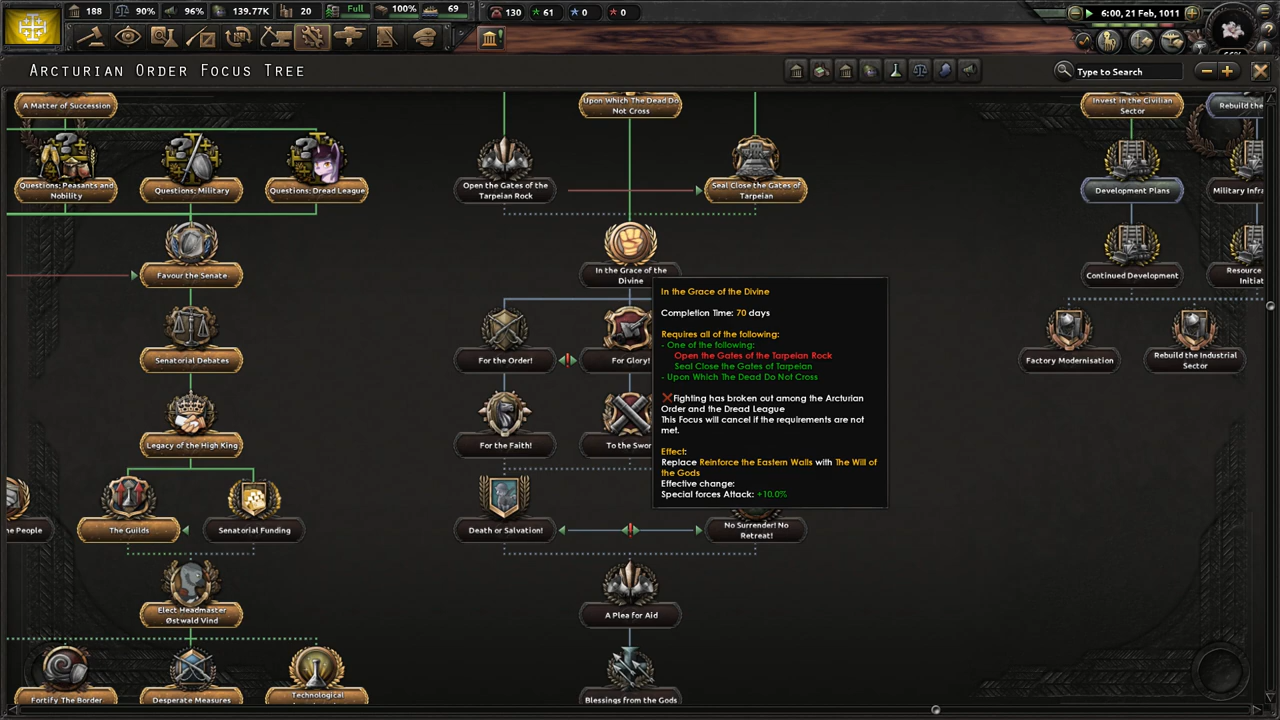 188
90%
96%
139.77K
20
Full
100%
69
130
61
0
0
6:00, 21 Feb, 1011
Arcturian Order Focus Tree
Type to Search
A Matter of Succession
Upon Which The Dead Do
Not Cross
Invest in the Civilian
Sector
Rebuild the
Questions: Peasants and
Nobility
Questions: Military
Questions: Dread League
Open the Gates of the
Tarpeian Rock
Seal Close the Gates of
Tarpeian
Development Plans
Military Infra
Favour the Senate
In the Grace of the
Divine
Continued Development
Resource
Initiat
Senatorial Debates
For the Order!
For Glory!
Factory Modernisation
Rebuild the Industrial
Sector
Legacy of the High King
For the Faith!
To the Swor
In the Grace of the Divine
Completion Time: 70 days
Requires all of the following:
- One of the following:
Open the Gates of the Tarpeian Rock
Seal Close the Gates of Tarpeian
- Upon Which The Dead Do Not Cross
Fighting has broken out among the Arcturian
Order and the Dread League
This Focus will cancel if the requirements are not
met.
Effect:
Replace Reinforce the Eastern Walls with The Will of
the Gods
Effective change:
Special forces Attack: +10.0%
e People
The Guilds
Senatorial Funding
Death or Salvation!
No Surrender! No
Retreat!
Elect Headmaster
Østwald Vind
A Plea for Aid
Fortify The Border
Desperate Measures
Technological
Blessings from the Gods